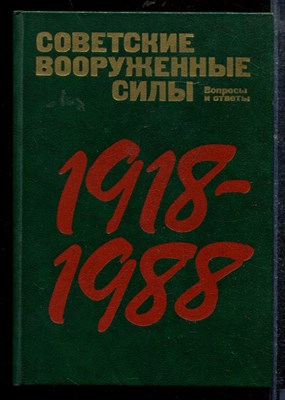 СОВЕТСКИЕ
ВООРУЖЕННЫЕ
СИЛЫ
Вопросы
и ответы
1918-
1988